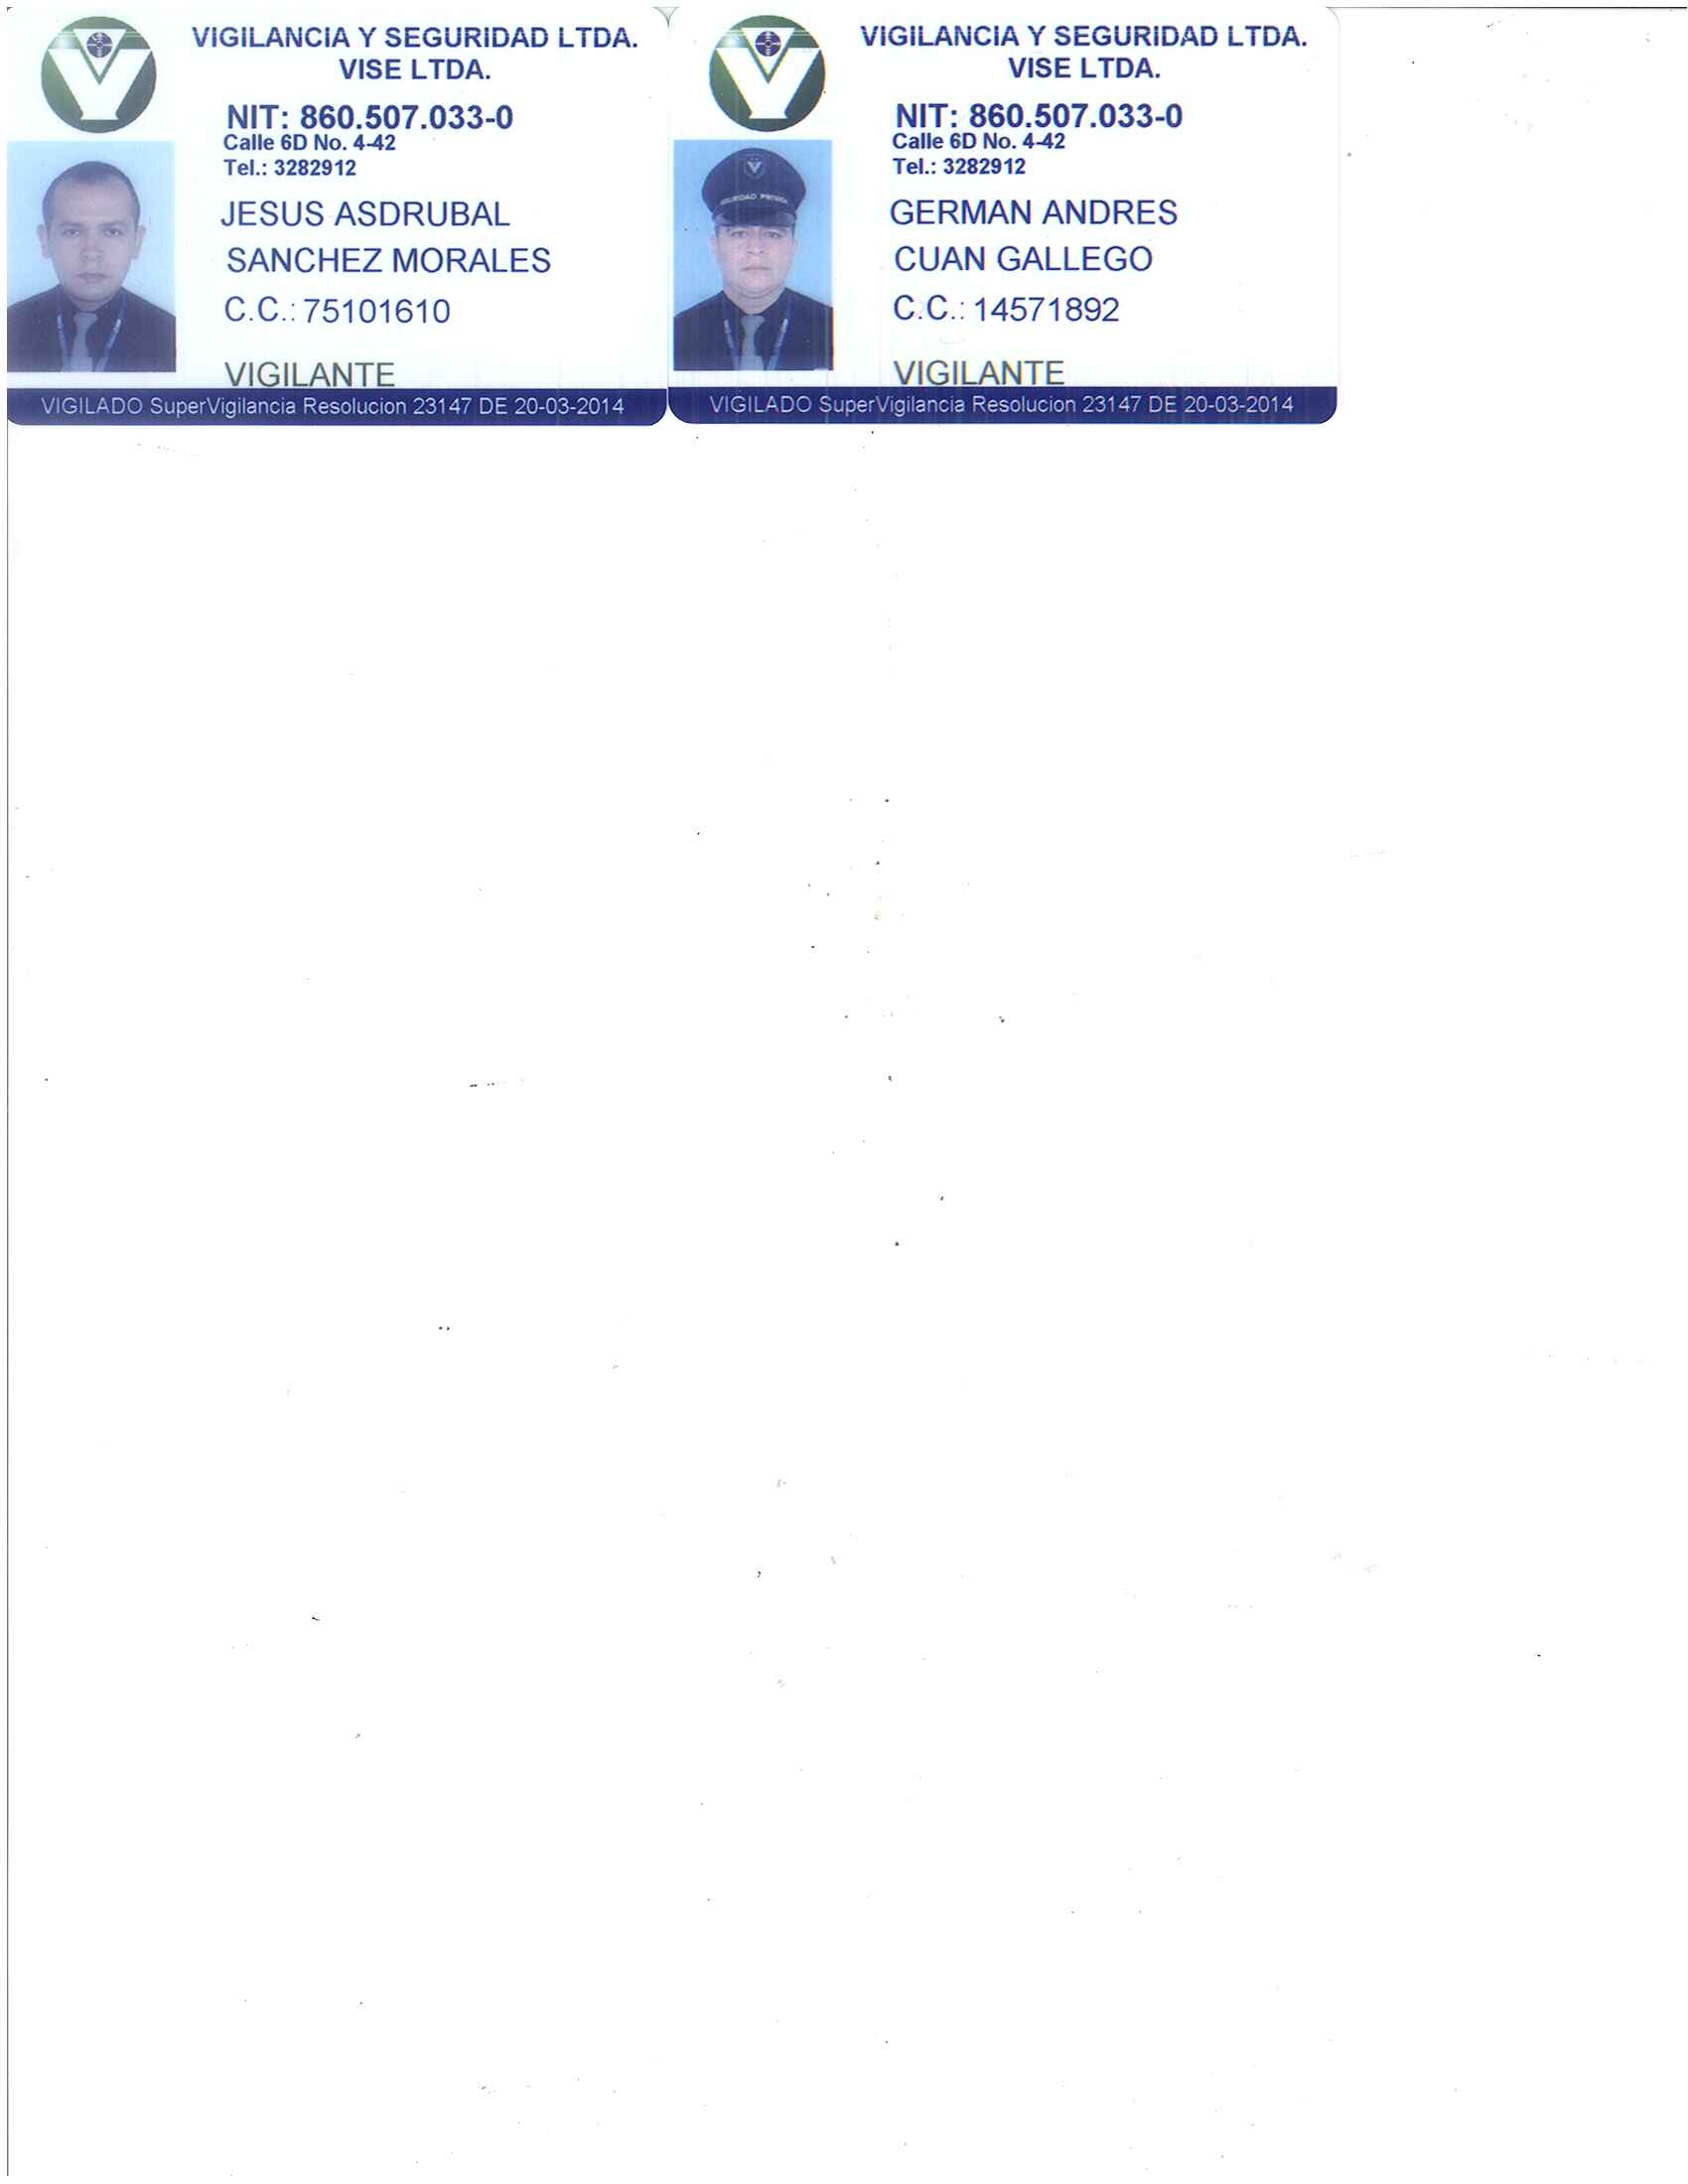 VIGILANCIA Y SEGURIDAD LTDA.
VISE LTDA.
NIT: 860.507.033-0
Calle 6D No. 4-42
Tel.: 3282912
JESUS ASDRUBAL
SANCHEZ MORALES
C.C.: 75101610
VIGILANTE
VIGILADO SuperVigilancia Resolucion 23147 DE 20-03-2014
VIGILANCIA Y SEGURIDAD LTDA.
VISE LTDA.
NIT: 860.507.033-0
Calle 6D No. 4-42
Tel.: 3282912
SEGURIDAD PRIVADA
GERMAN ANDRES
CUAN GALLEGO
C.C.: 14571892
VIGILANTE
VIGILADO SuperVigilancia Resolucion 23147 DE 20-03-2014